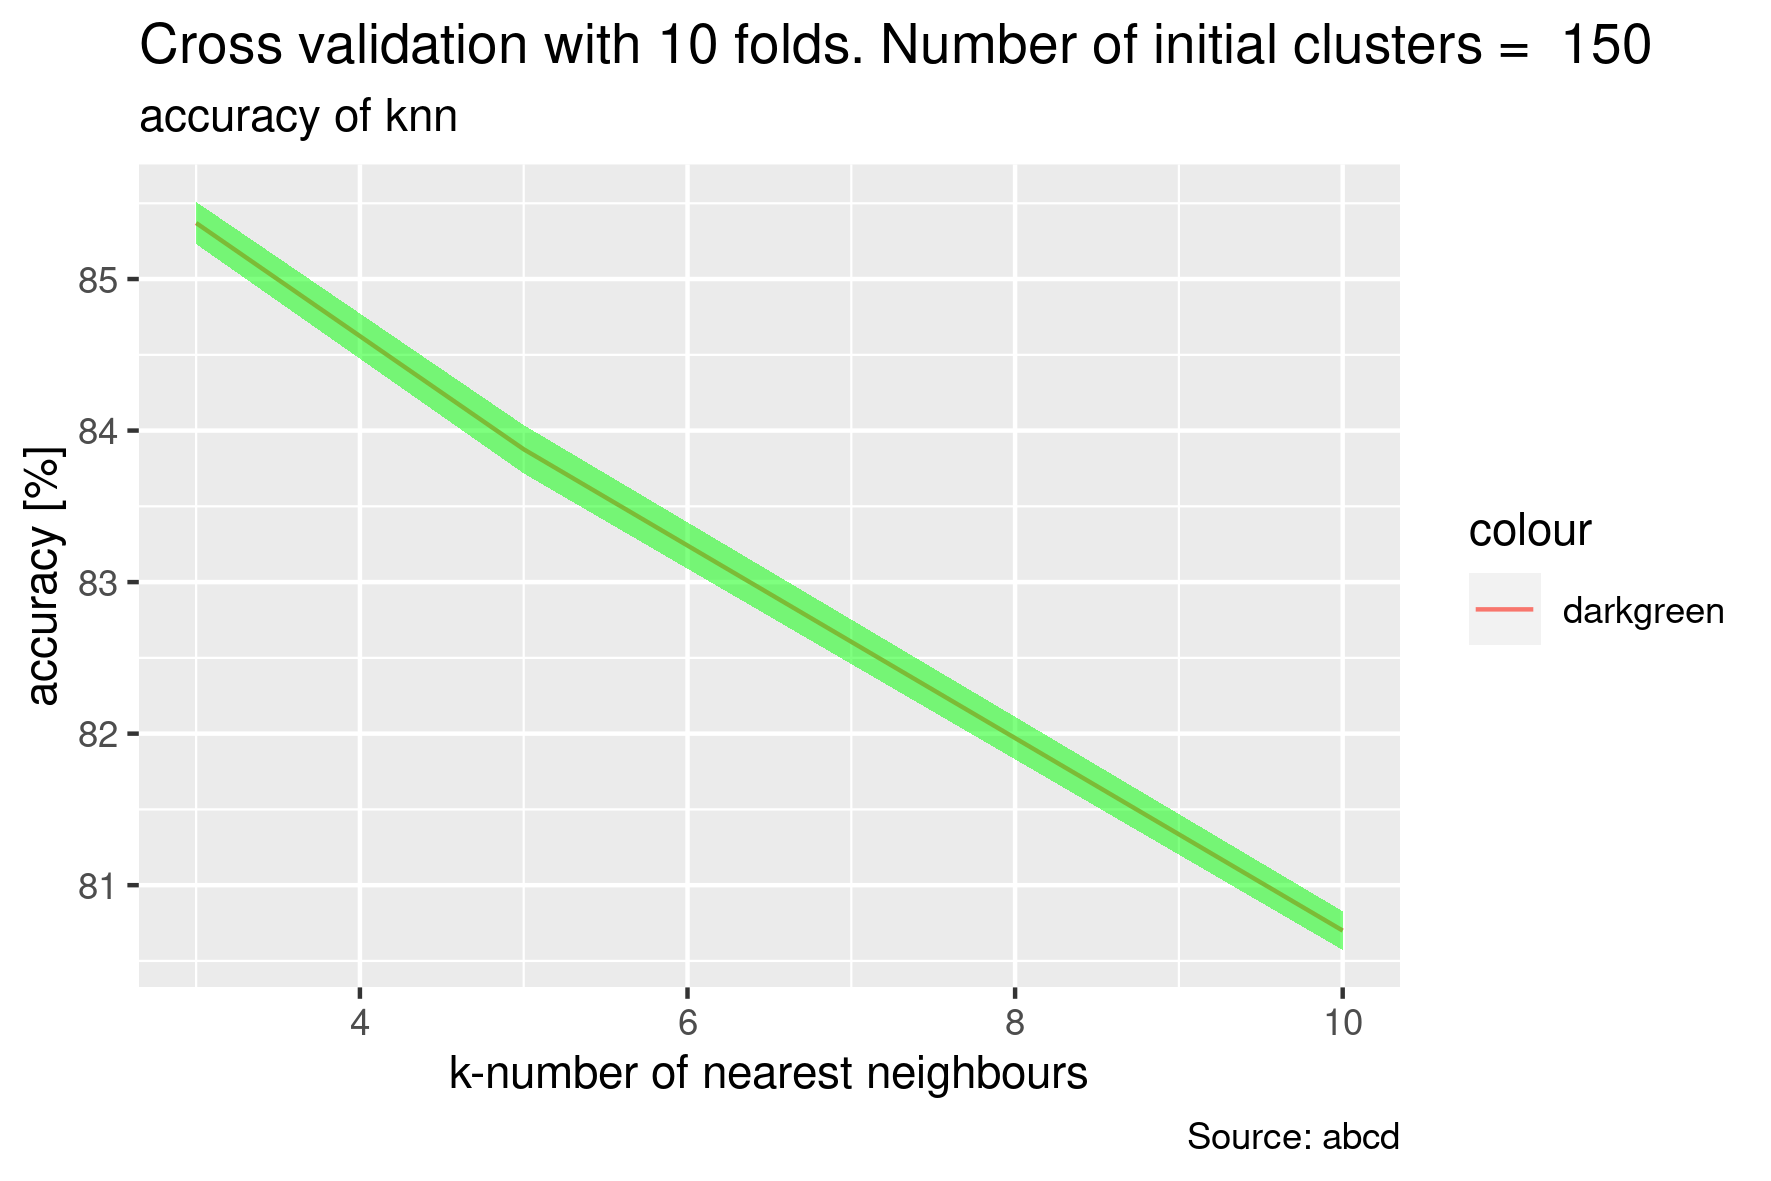 Cross validation with 10 folds. Number of initial clusters =  150
accuracy of knn
accuracy [%]
85
84
83
82
81
4 6 8 10
k-number of nearest neighbours
colour
darkgreen
Source: abcd